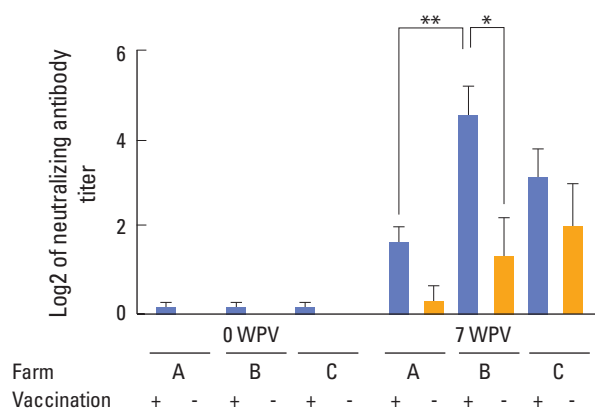 ** *
6
4
2
0
Log2 of neutralizing antibody
titer
0 WPV 7 WPV
Farm A B C A B C
Vaccination + - + - + - + - + - + -